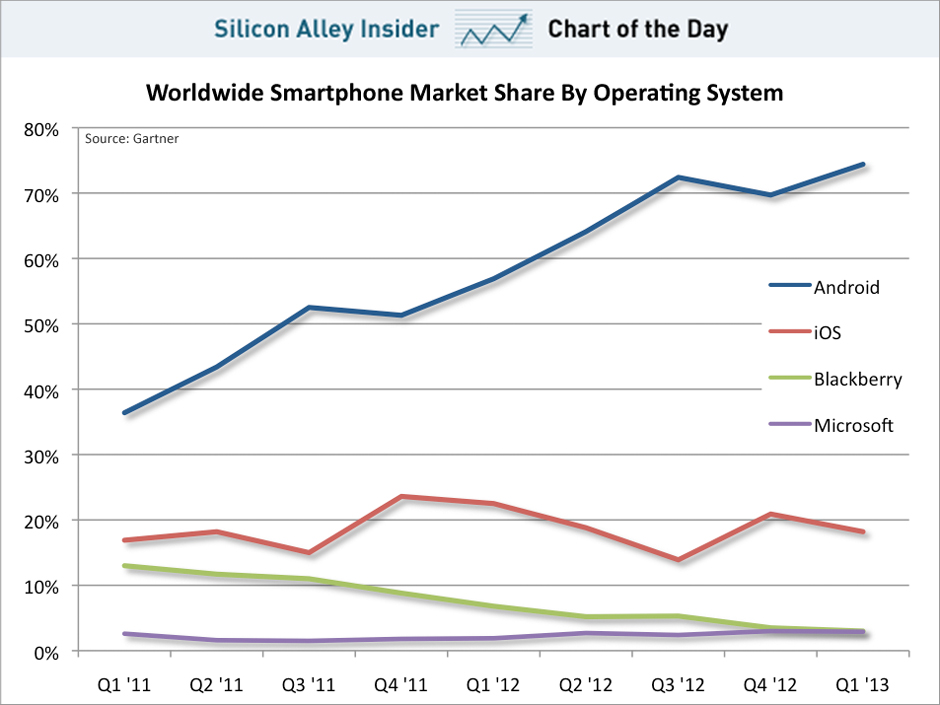 Silicon Alley Insider Chart of the Day
Worldwide Smartphone Market Share By Operating System
80%
Source: Gartner
70%
60%
Android
50%
iOS
40%
Blackberry
Microsoft
30%
20%
10%
0%
Q1 '11 Q2 '11 Q3 '11 Q4 '11 Q1 '12 Q2 '12 Q3 '12 Q4 '12 Q1 '13